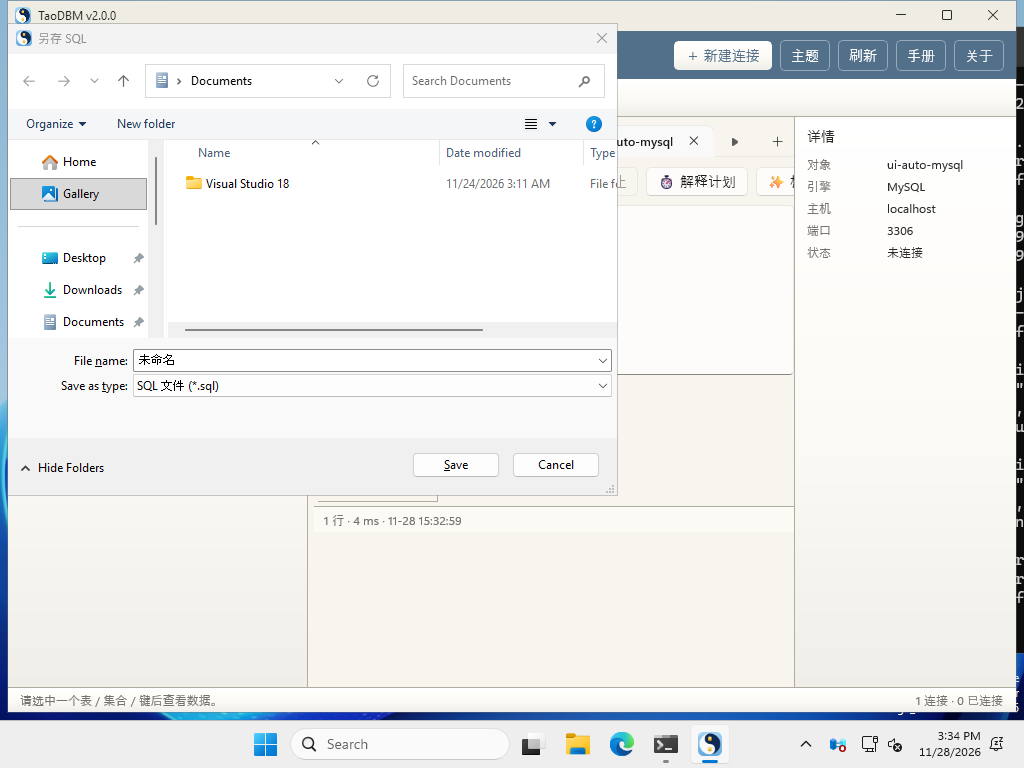 TaoDBM v2.0.0
另存 SQL
+ 新建连接
主题
刷新
手册
关于
Documents
Search Documents
Organize
New folder
Name
Date modified
Type
Home
Gallery
Visual Studio 18
11/24/2026 3:11 AM
File
Desktop
Downloads
Documents
File name:
未命名
Save as type:
SQL 文件 (*.sql)
Hide Folders
Save
Cancel
uto-mysql
止
解释计划
详情
对象
ui-auto-mysql
引擎
MySQL
主机
localhost
端口
3306
状态
未连接
1 行 · 4 ms · 11-28 15:32:59
请选中一个表 / 集合 / 键后查看数据。
1 连接 · 0 已连接
Search
3:34 PM
11/28/2026